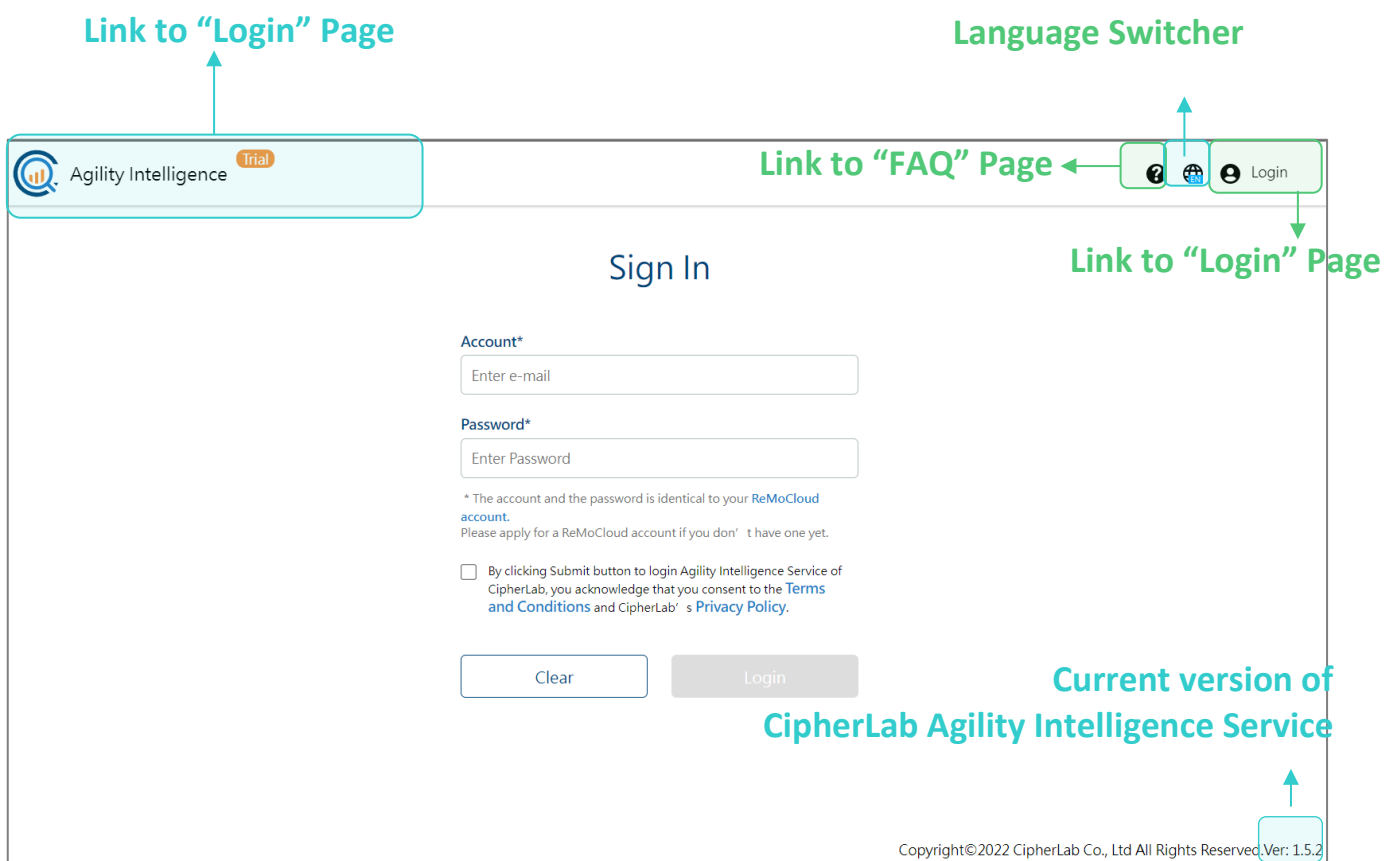 Link to “Login” Page
Language Switcher
Agility Intelligence
Trial
Link to “FAQ” Page
?
EN
Login
Link to “Login” Page
Sign In
Account*
Enter e-mail
Password*
Enter Password
* The account and the password is identical to your ReMoCloud
account.
Please apply for a ReMoCloud account if you don’ t have one yet.
By clicking Submit button to login Agility Intelligence Service of
CipherLab, you acknowledge that you consent to the Terms
and Conditions and CipherLab’ s Privacy Policy.
Clear
Login
Current version of
CipherLab Agility Intelligence Service
Copyright©2022 CipherLab Co., Ltd All Rights Reserved.Ver: 1.5.2